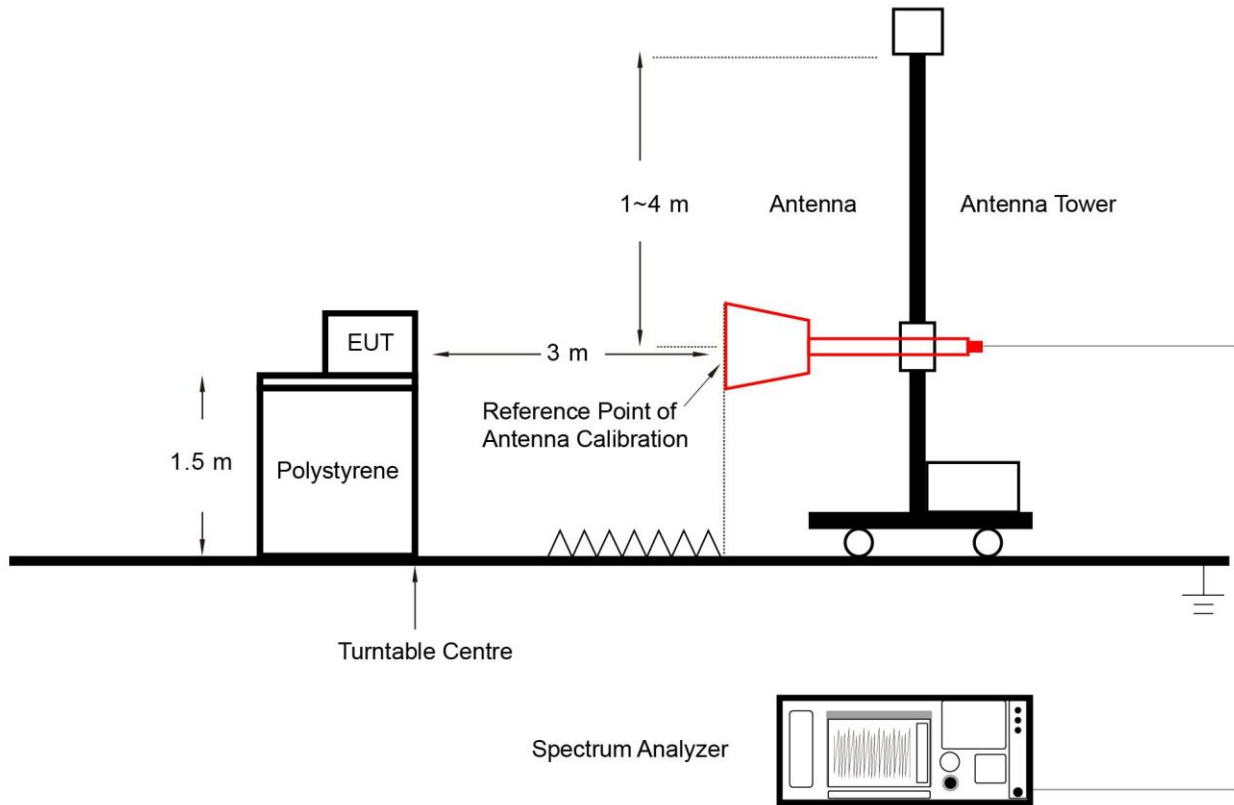 1~4 m
Antenna
Antenna Tower
EUT
3 m
Reference Point of
Antenna Calibration
1.5 m
Polystyrene
Turntable Centre
Spectrum Analyzer